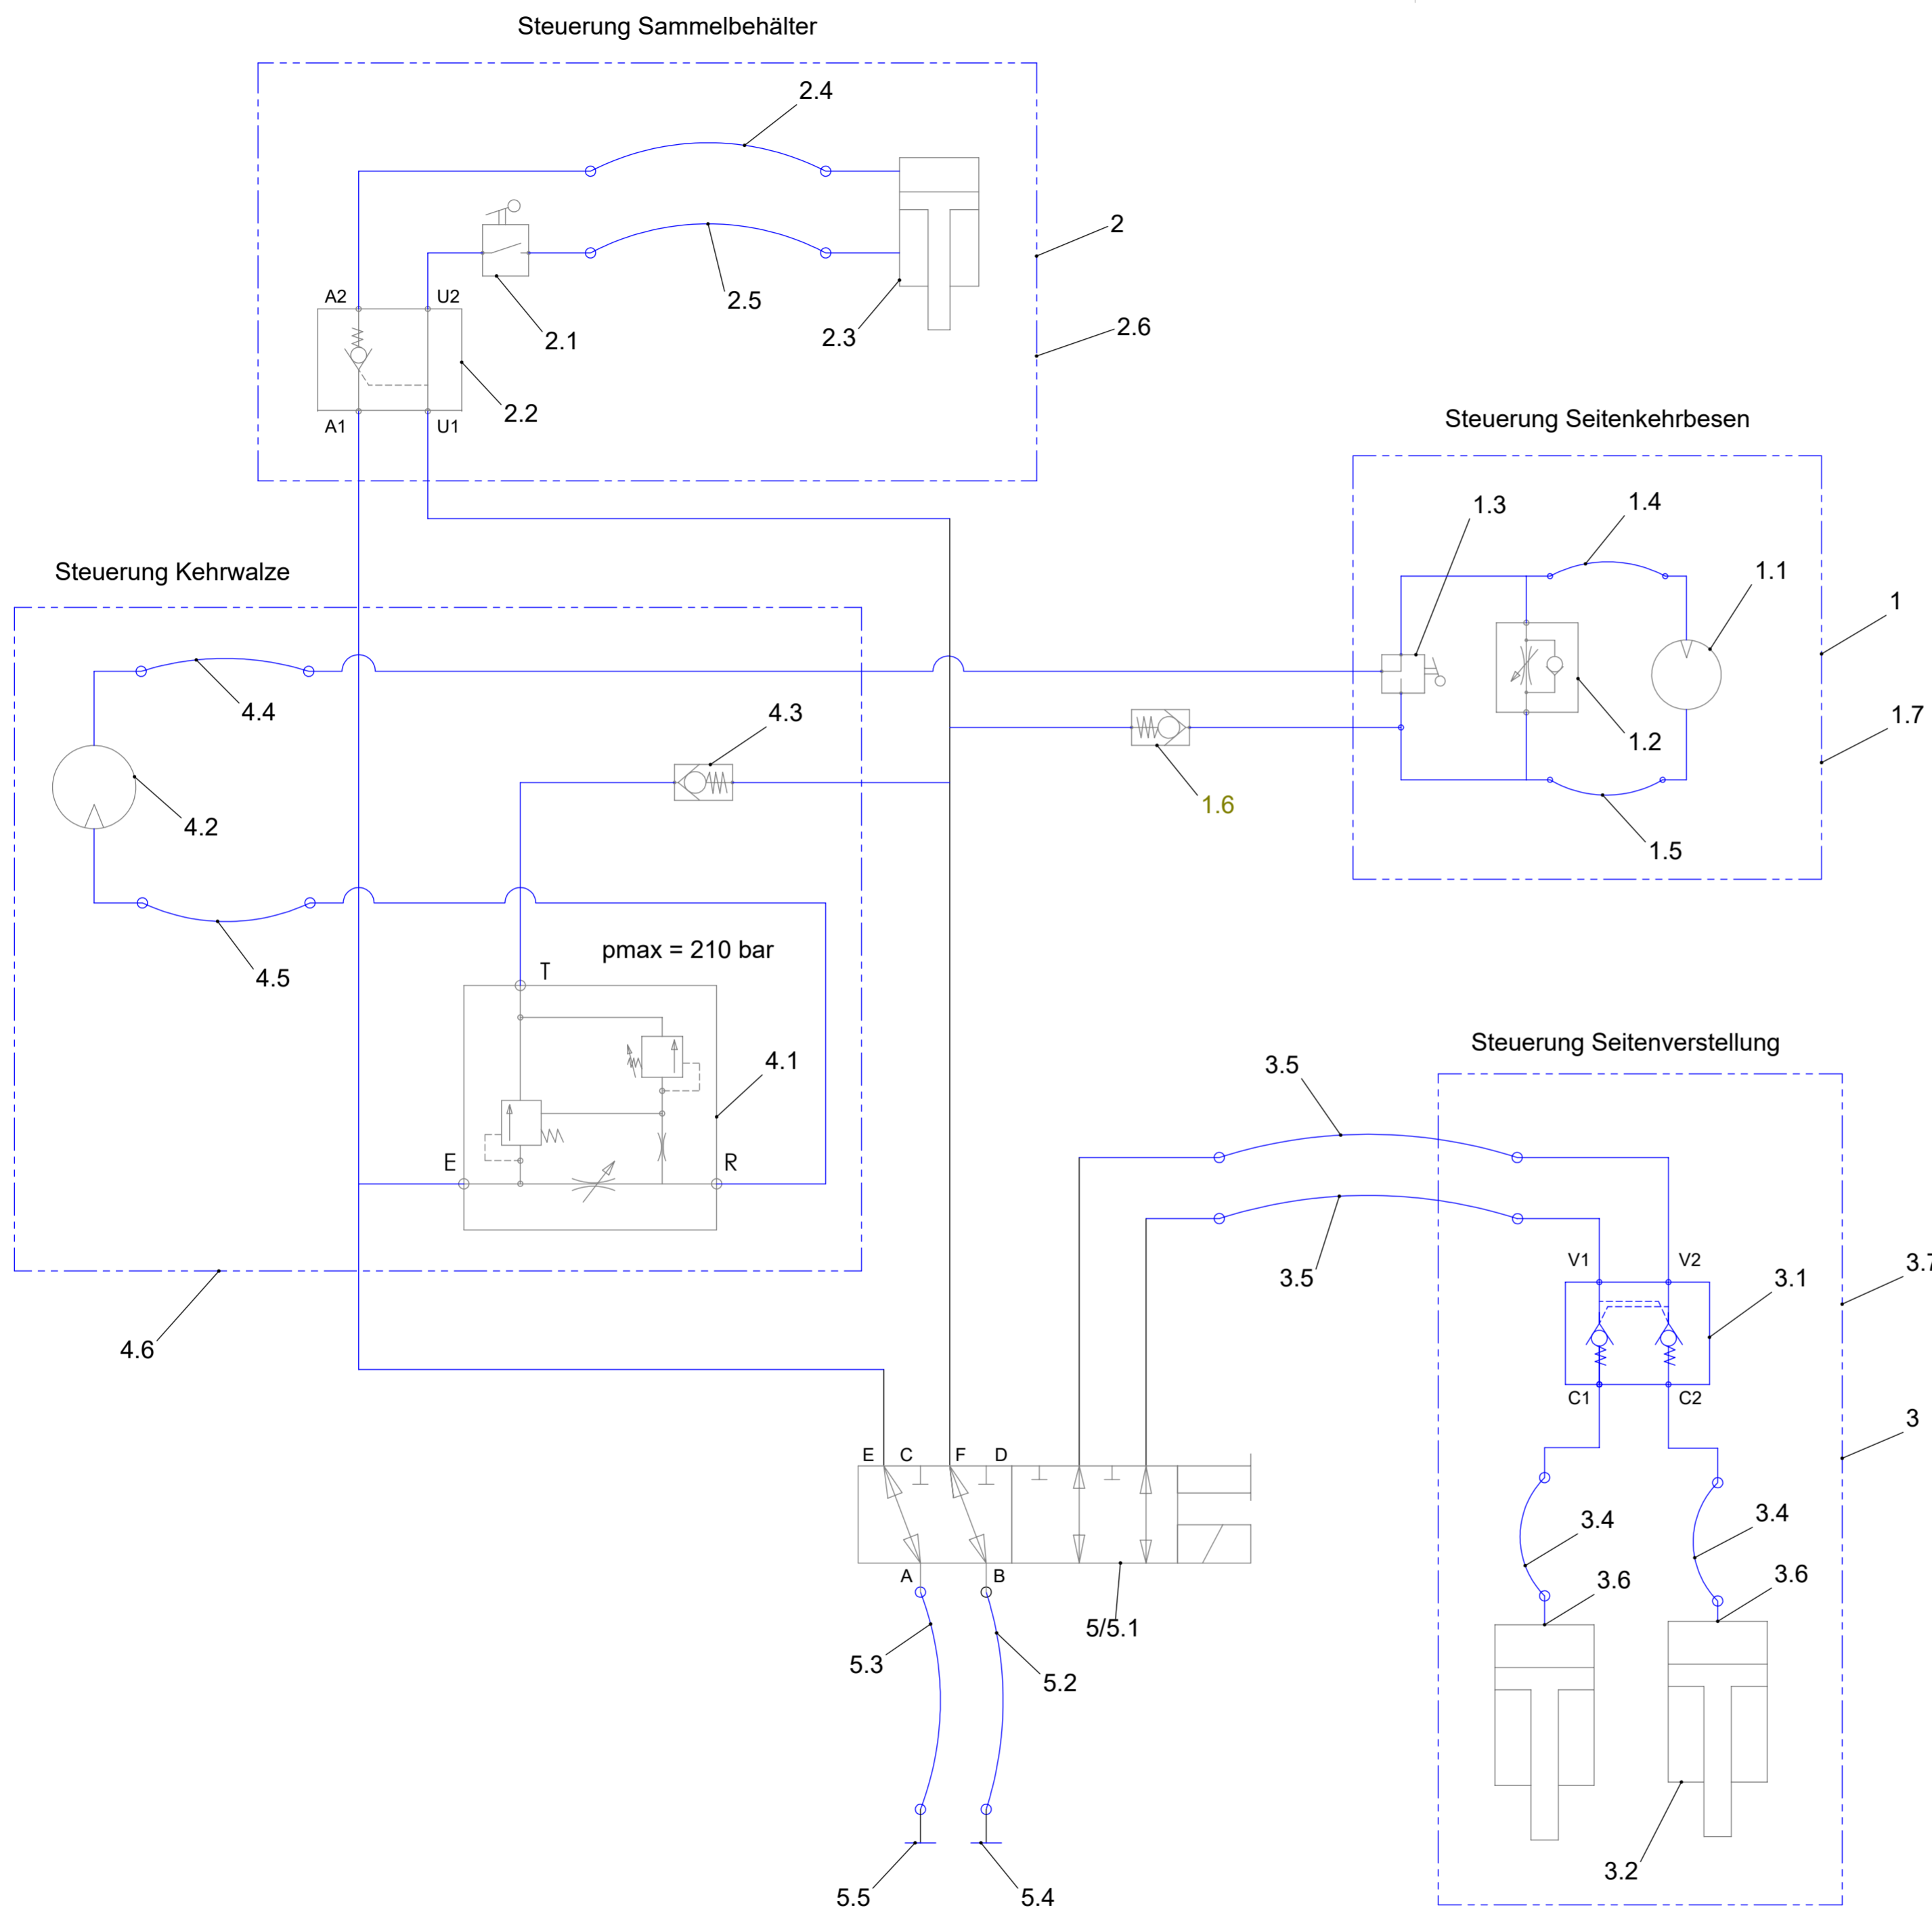 Steuerung Sammelbehälter
2.4
2
2.5
2.3
2.1
2.6
A2
U2
2.2
A1
U1
Steuerung Seitenkehrbesen
1.3
1.4
1.1
1
Steuerung Kehrwalze
4.4
4.3
1.7
1.2
1.6
4.2
1.5
pmax = 210 bar
T
4.5
4.1
Steuerung Seitenverstellung
3.5
E
R
V1
V2
3.5
3.1
3.7
4.6
C1
C2
3
E
C
F
D
3.4
3.4
A
B
3.6
3.6
5/5.1
5.3
5.2
3.2
5.5
5.4